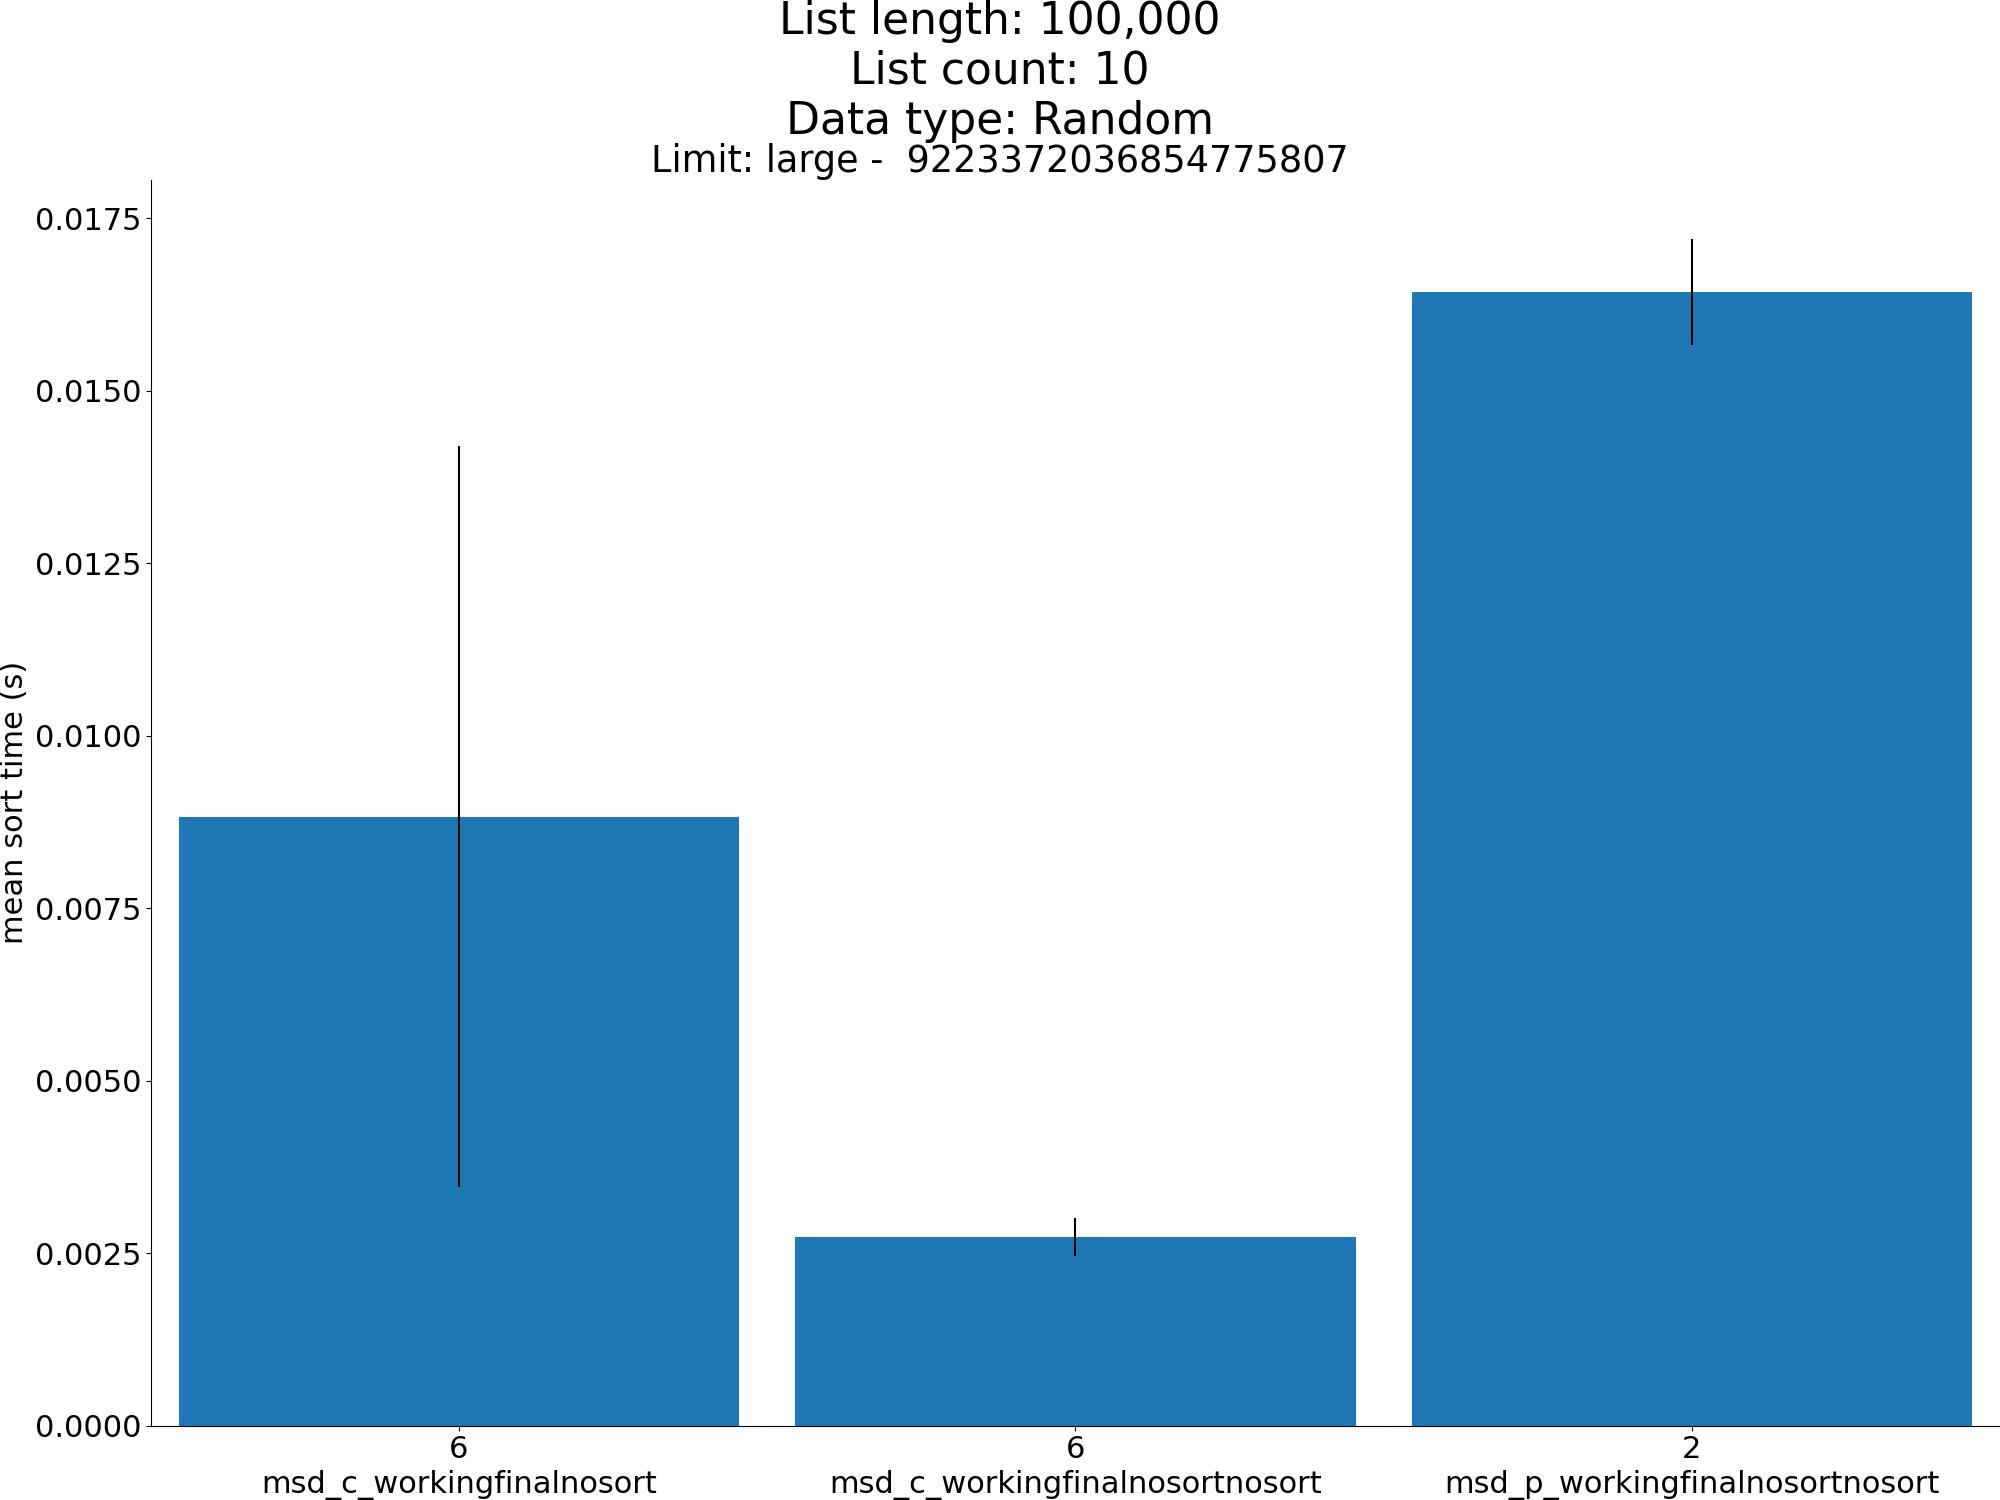 List length: 100,000
List count: 10
Data type: Random
Limit: large -  9223372036854775807
0.0175
0.0150
0.0125
0.0100
0.0075
0.0050
0.0025
0.0000
mean sort time (s)
6
msd_c_workingfinalnosort
6
msd_c_workingfinalnosortnosort
2
msd_p_workingfinalnosortnosort